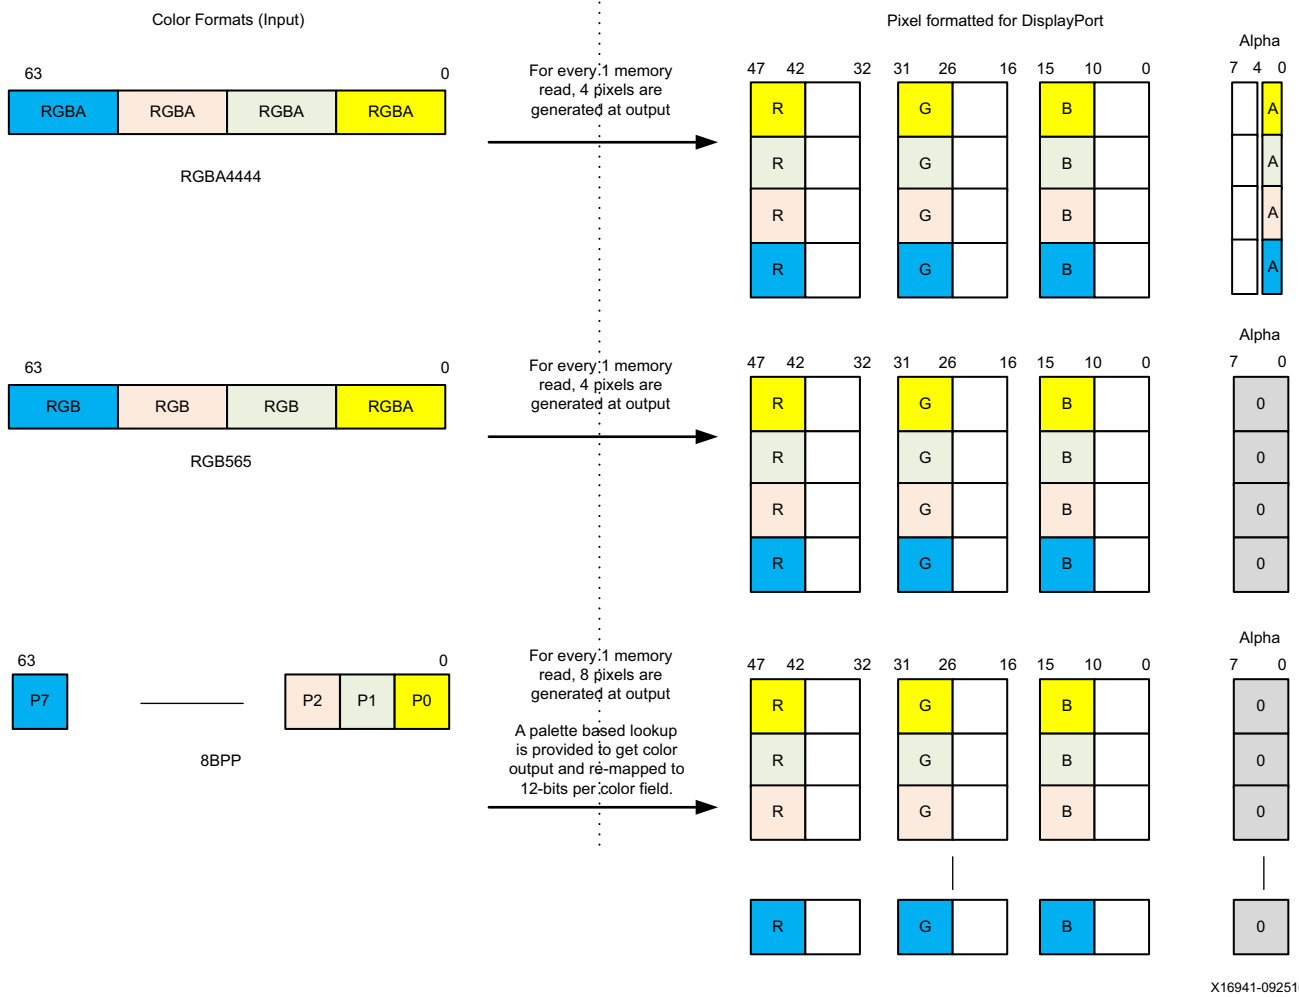 Color Formats (Input)
Pixel formatted for DisplayPort
Alpha
63 0
For every 1 memory
read, 4 pixels are
generated at output
47 42 32 31 26 16 15 10 0
7 4 0
RGBA RGBA RGBA RGBA
RGBA4444
R G B A
R G B A
R G B A
R G B A
Alpha
63 0
For every 1 memory
read, 4 pixels are
generated at output
47 42 32 31 26 16 15 10 0
7 0
RGB RGB RGB RGBA
RGB565
R G B 0
R G B 0
R G B 0
R G B 0
Alpha
63 0
For every 1 memory
read, 8 pixels are
generated at output
47 42 32 31 26 16 15 10 0
7 0
P7 P2 P1 P0
8BPP
A palette based lookup
is provided to get color
output and re-mapped to
12-bits per color field.
R G B 0
R G B 0
R G B 0
R G B 0
X16941-09251